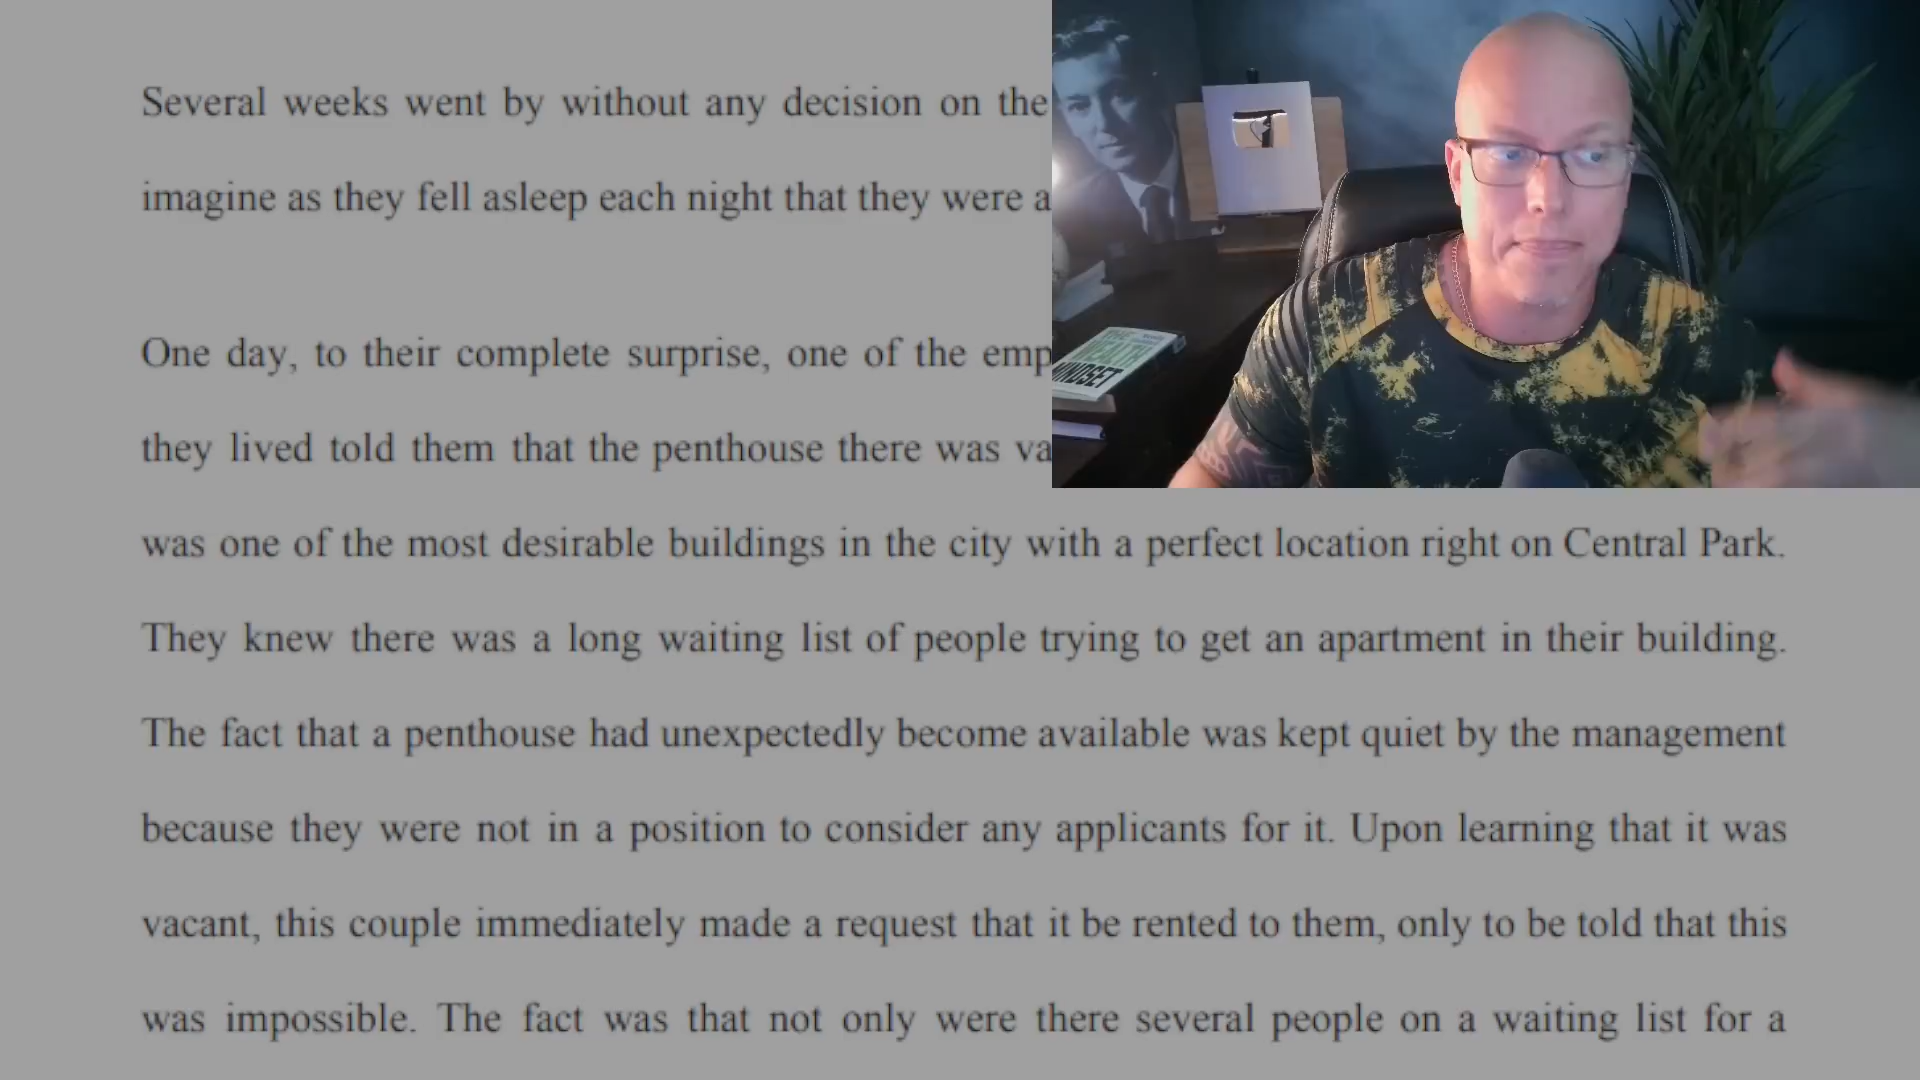 Several weeks went by without any decision on the
imagine as they fell asleep each night that they were
One day, to their complete surprise, one of the
they lived told them that the penthouse there was
was one of the most desirable buildings in the city with a perfect location right on Central Park.
They knew there was a long waiting list of people trying to get an apartment in their building.
The fact that a penthouse had unexpectedly become available was kept quiet by the management
because they were not in a position to consider any applicants for it. Upon learning that it was
vacant, this couple immediately made a request that it be rented to them, only to be told that this
was impossible. The fact was that not only were there several people on a waiting list for a
MINDSET